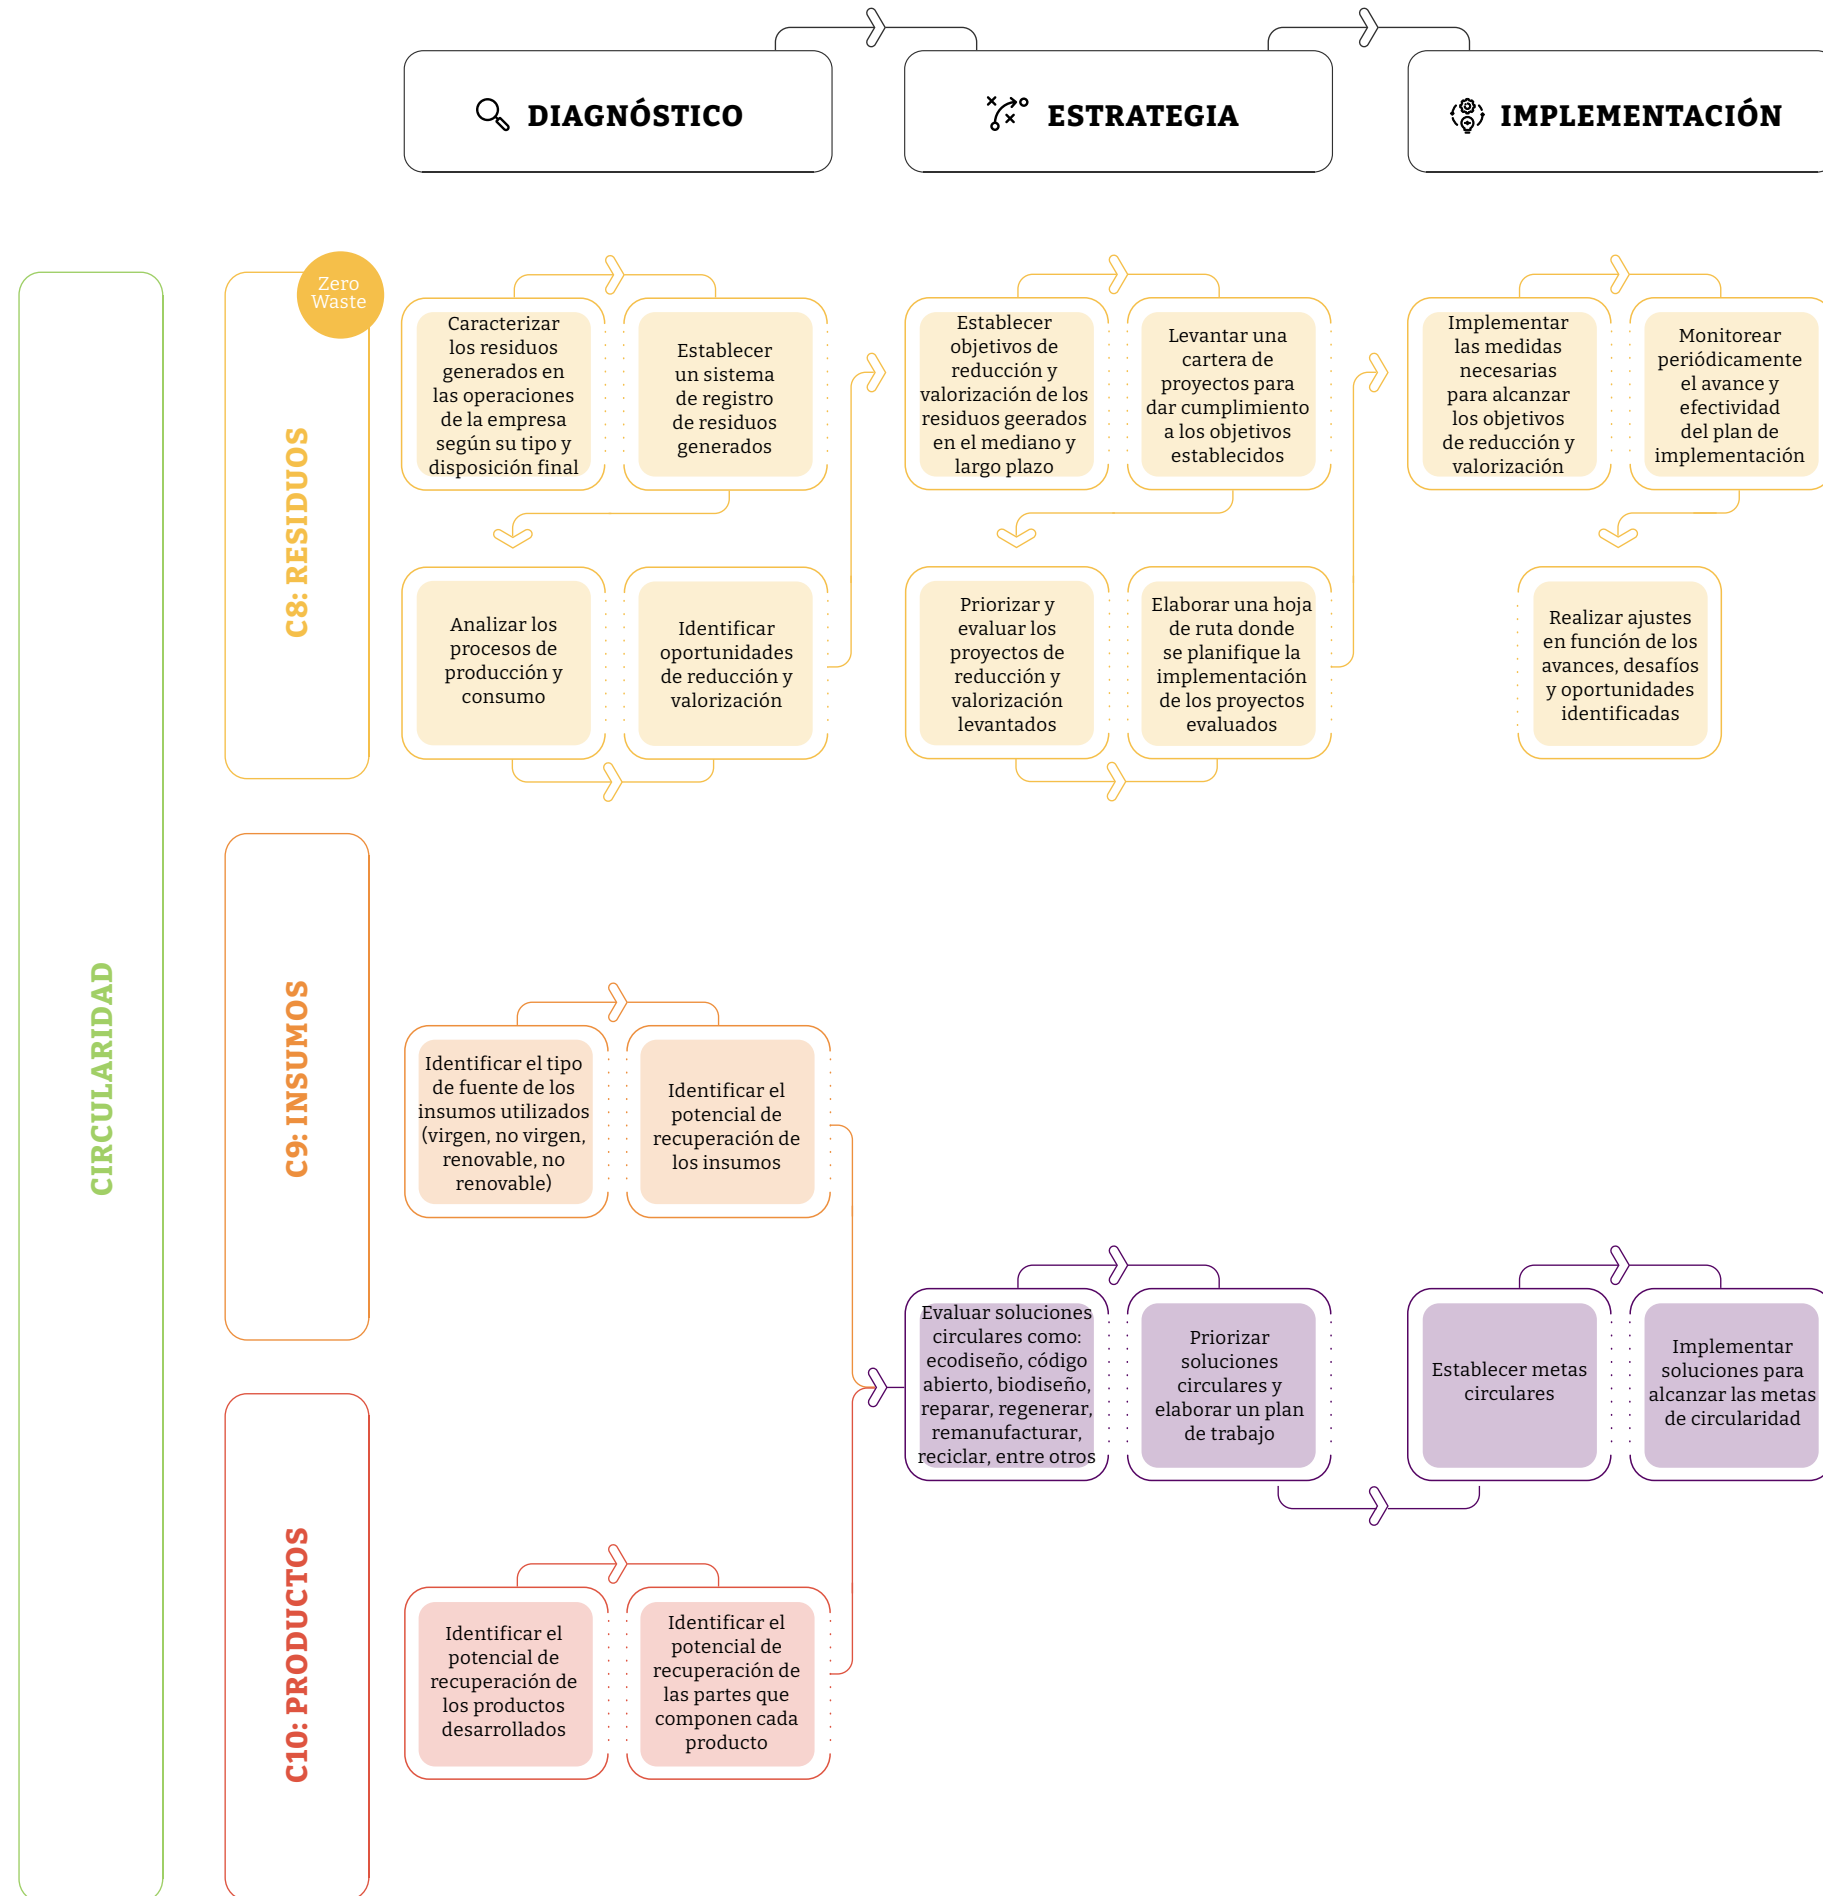 DIAGNÓSTICO
ESTRATEGIA
IMPLEMENTACIÓN
CIRCULARIDAD
C8: RESIDUOS
Zero
Waste
Caracterizar
los residuos
generados en
las operaciones
de la empresa
según su tipo y
disposición final
Establecer
un sistema
de registro
de residuos
generados
Analizar los
procesos de
producción y
consumo
Identificar
oportunidades
de reducción y
valorización
Establecer
objetivos de
reducción y
valorización de los
residuos geerados
en el mediano y
largo plazo
Levantar una
cartera de
proyectos para
dar cumplimiento
a los objetivos
establecidos
Priorizar y
evaluar los
proyectos de
reducción y
valorización
levantados
Elaborar una hoja
de ruta donde
se planifique la
implementación
de los proyectos
evaluados
Implementar
las medidas
necesarias
para alcanzar
los objetivos
de reducción y
valorización
Monitorear
periódicamente
el avance y
efectividad
del plan de
implementación
Realizar ajustes
en función de los
avances, desafíos
y oportunidades
identificadas
C9: INSUMOS
Identificar el tipo
de fuente de los
insumos utilizados
(virgen, no virgen,
renovable, no
renovable)
Identificar el
potencial de
recuperación de
los insumos
C10: PRODUCTOS
Identificar el
potencial de
recuperación de
los productos
desarrollados
Identificar el
potencial de
recuperación de
las partes que
componen cada
producto
Evaluar soluciones
circulares como:
ecodiseño, código
abierto, biodiseño,
reparar, regenerar,
remanufacturar,
reciclar, entre otros
Priorizar
soluciones
circulares y
elaborar un plan
de trabajo
Establecer metas
circulares
Implementar
soluciones para
alcanzar las metas
de circularidad